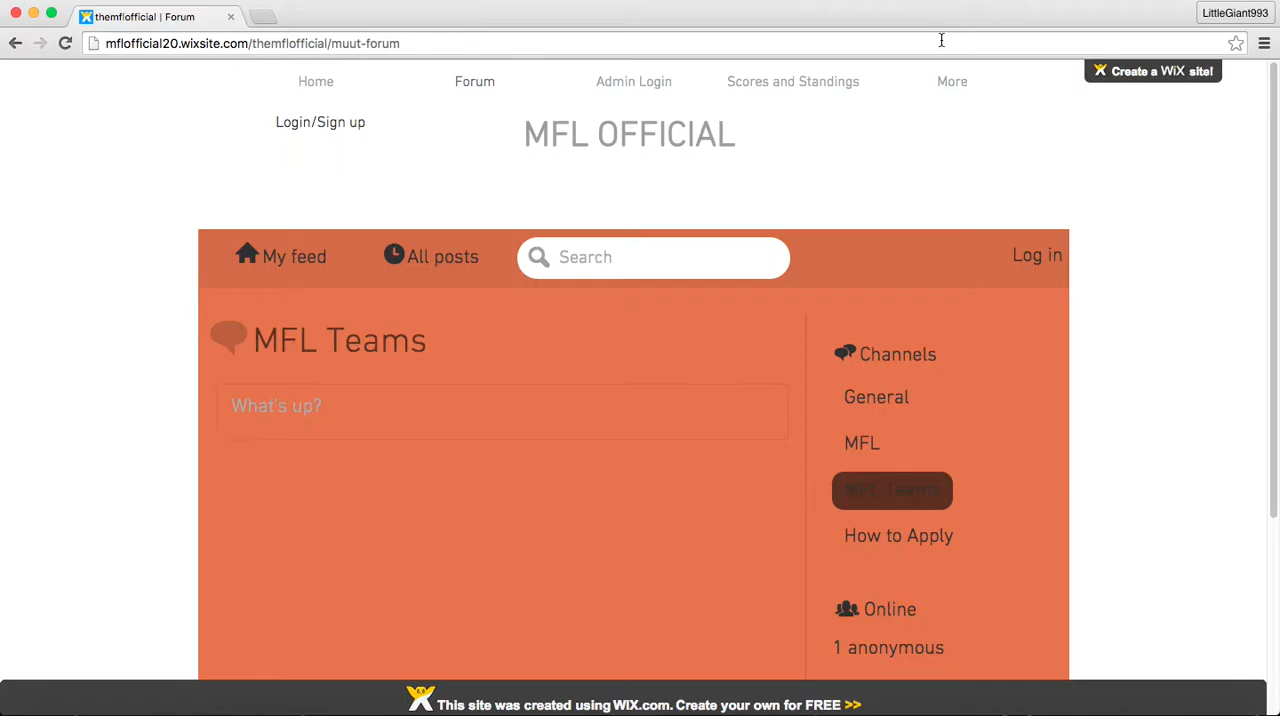 themflofficial | Forum
LittleGiant993
mflofficial20.wixsite.com/themflofficial/muut-forum
Home Forum Admin Login Scores and Standings More
Create a WiX site!
Login/Sign up
MFL OFFICIAL
My feed All posts Search Log in
MFL Teams
What's up?
Channels
General
MFL
MFL Teams
How to Apply
Online
1 anonymous
This site was created using WIX.com. Create your own for FREE >>